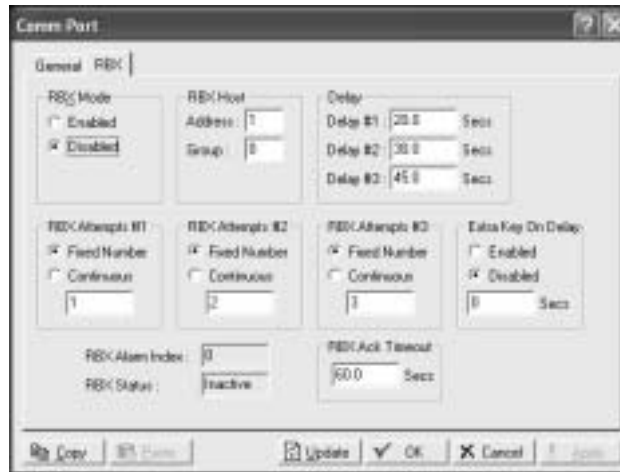 Comm Port
General RBX
RBX Mode
Enabled
Disabled
RBX Host
Address : 1
Group : 0
Delay
Delay #1 : 20.0 Secs
Delay #2 : 30.0 Secs
Delay #3 : 45.0 Secs
RBX Attempts #1
Fixed Number
Continuous
1
RBX Attempts #2
Fixed Number
Continuous
2
RBX Attempts #3
Fixed Number
Continuous
3
Extra Key On Delay
Enabled
Disabled
0 Secs
RBX Alarm Index : 0
RBX Status : Inactive
RBX Ack Timeout
60.0 Secs
Copy Paste Update OK Cancel Apply